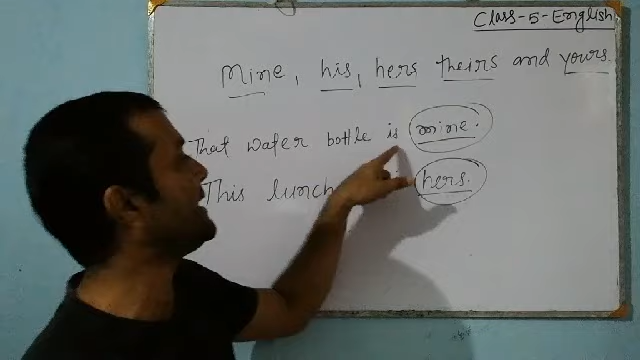 Class-5-English
Mine, his, hers theirs and yours.
That water bottle is mine.
This lunch hers.